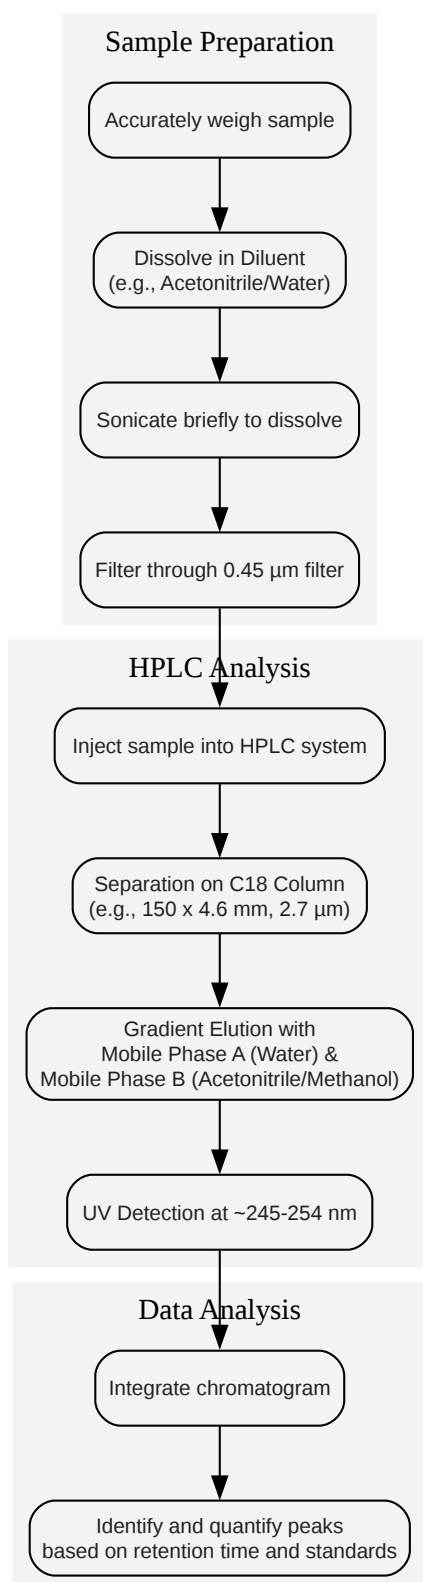 Sample Preparation
Accurately weigh sample
Dissolve in Diluent
(e.g., Acetonitrile/Water)
Sonicate briefly to dissolve
Filter through 0.45 µm filter
HPLC Analysis
Inject sample into HPLC system
Separation on C18 Column
(e.g., 150 x 4.6 mm, 2.7 µm)
Gradient Elution with
Mobile Phase A (Water) &
Mobile Phase B (Acetonitrile/Methanol)
UV Detection at ~245-254 nm
Data Analysis
Integrate chromatogram
Identify and quantify peaks
based on retention time and standards